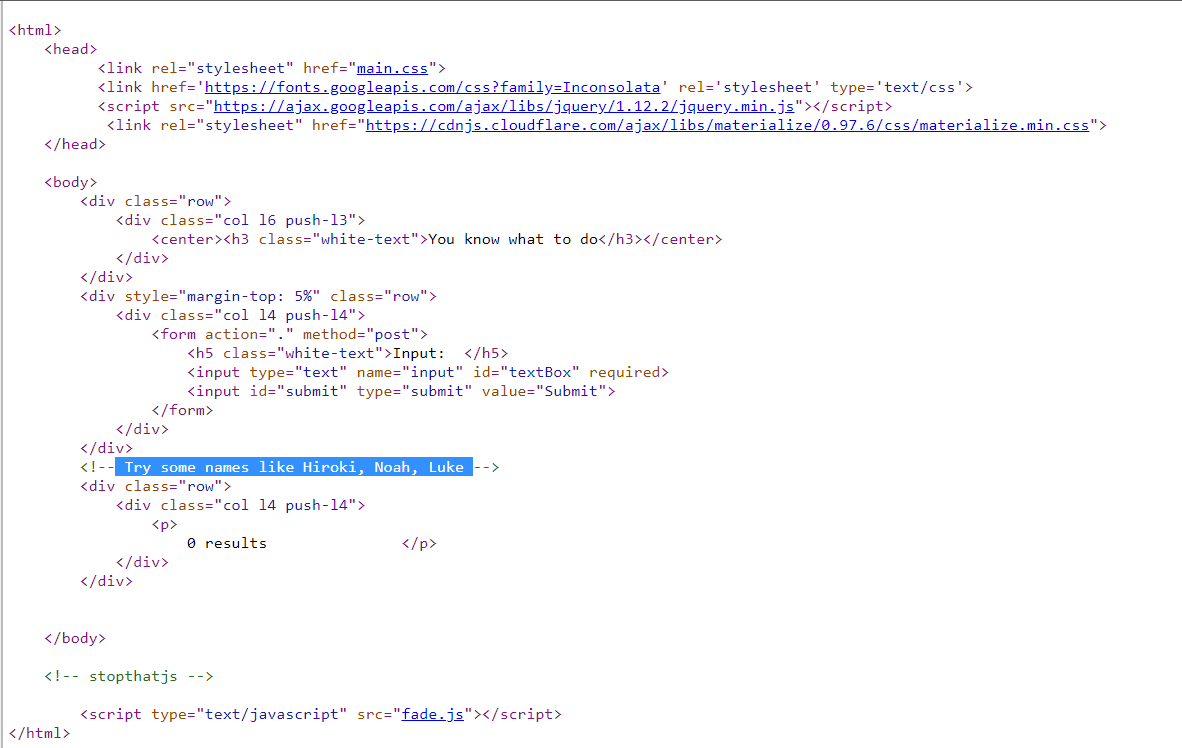 <html>
<head>
<link rel="stylesheet" href="main.css">
<link href='https://fonts.googleapis.com/css?family=Inconsolata' rel='stylesheet' type='text/css'>
<script src="https://ajax.googleapis.com/ajax/libs/jquery/1.12.2/jquery.min.js"></script>
<link rel="stylesheet" href="https://cdnjs.cloudflare.com/ajax/libs/materialize/0.97.6/css/materialize.min.css">
</head>
<body>
<div class="row">
<div class="col l6 push-l3">
<center><h3 class="white-text">You know what to do</h3></center>
</div>
</div>
<div style="margin-top: 5%" class="row">
<div class="col l4 push-l4">
<form action="." method="post">
<h5 class="white-text">Input:  </h5>
<input type="text" name="input" id="textBox" required>
<input id="submit" type="submit" value="Submit">
</form>
</div>
</div>
<!-- Try some names like Hiroki, Noah, Luke -->
<div class="row">
<div class="col l4 push-l4">
<p>
0 results               </p>
</div>
</div>
</body>
<!-- stopthatjs -->
<script type="text/javascript" src="fade.js"></script>
</html>